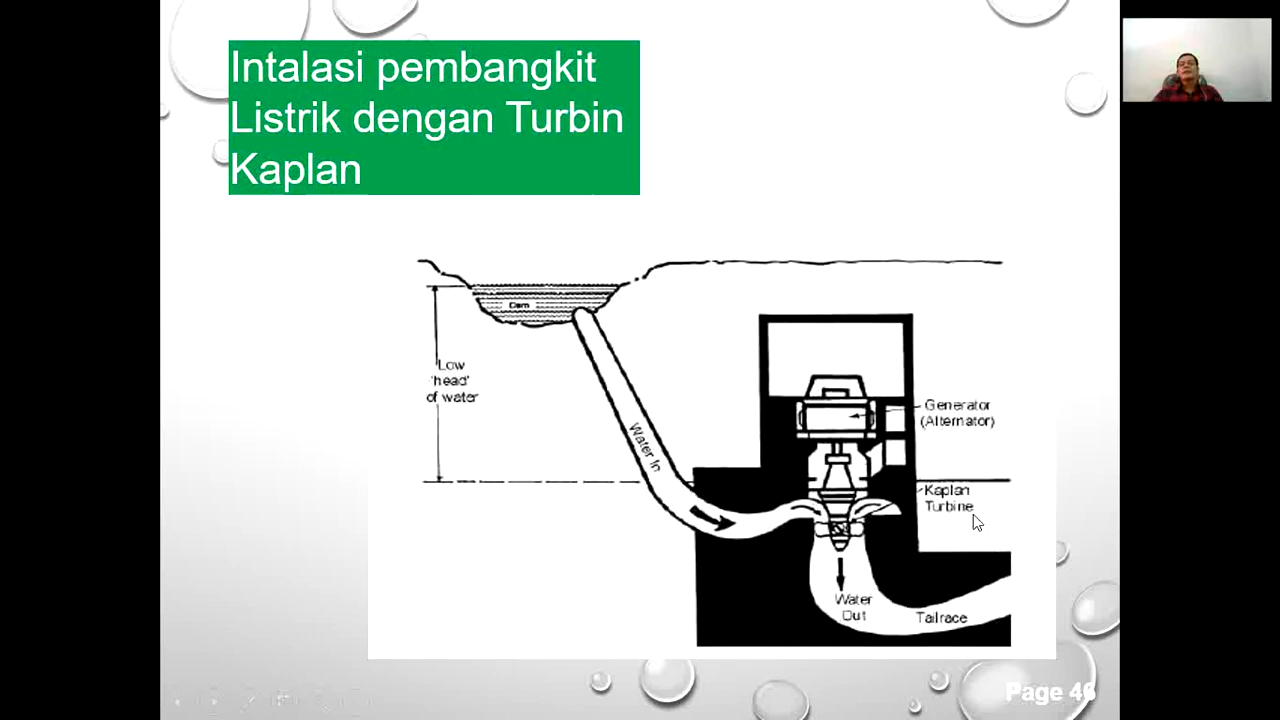 Intalasi pembangkit
Listrik dengan Turbin
Kaplan
Dam
Low
'head'
of water
Water In
Generator
(Alternator)
Kaplan
Turbine
Water
Out
Tailrace
Page 46